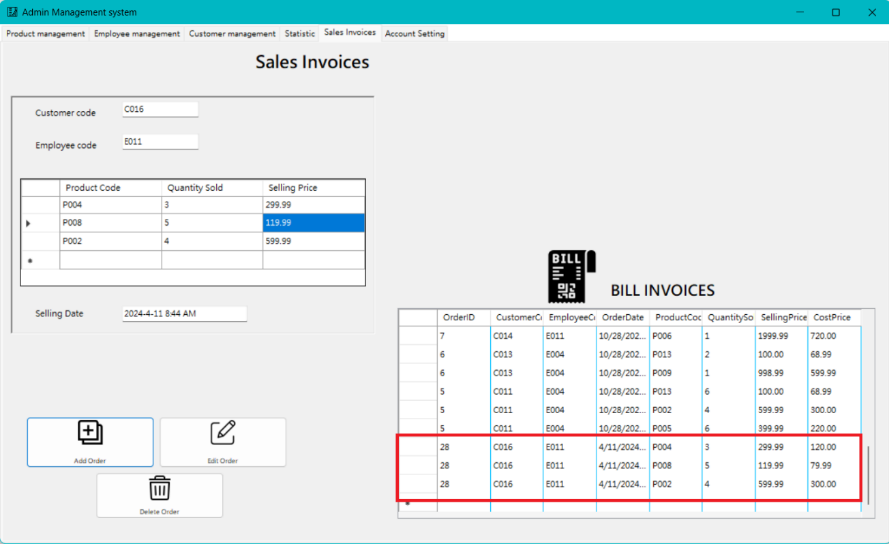 Admin Management system
Product management Employee management Customer management Statistic Sales Invoices Account Setting
Sales Invoices
Customer code C016
Employee code E011
Product Code Quantity Sold Selling Price
P004 3 299.99
P008 5 119.99
P002 4 599.99
Selling Date 2024-4-11 8:44 AM
Add Order
Edit Order
Delete Order
BILL
BILL INVOICES
OrderID CustomerCo EmployeeCo OrderDate ProductCoc QuantitySo SellingPrice CostPrice
7 C014 E011 10/28/202... P006 1 1999.99 720.00
6 C013 E004 10/28/202... P013 2 100.00 68.99
6 C013 E004 10/28/202... P009 1 998.99 599.99
5 C011 E004 10/28/202... P013 6 100.00 68.99
5 C011 E004 10/28/202... P002 4 599.99 300.00
5 C011 E004 10/28/202... P005 6 399.99 220.00
28 C016 E011 4/11/2024... P004 3 299.99 120.00
28 C016 E011 4/11/2024... P008 5 119.99 79.99
28 C016 E011 4/11/2024... P002 4 599.99 300.00